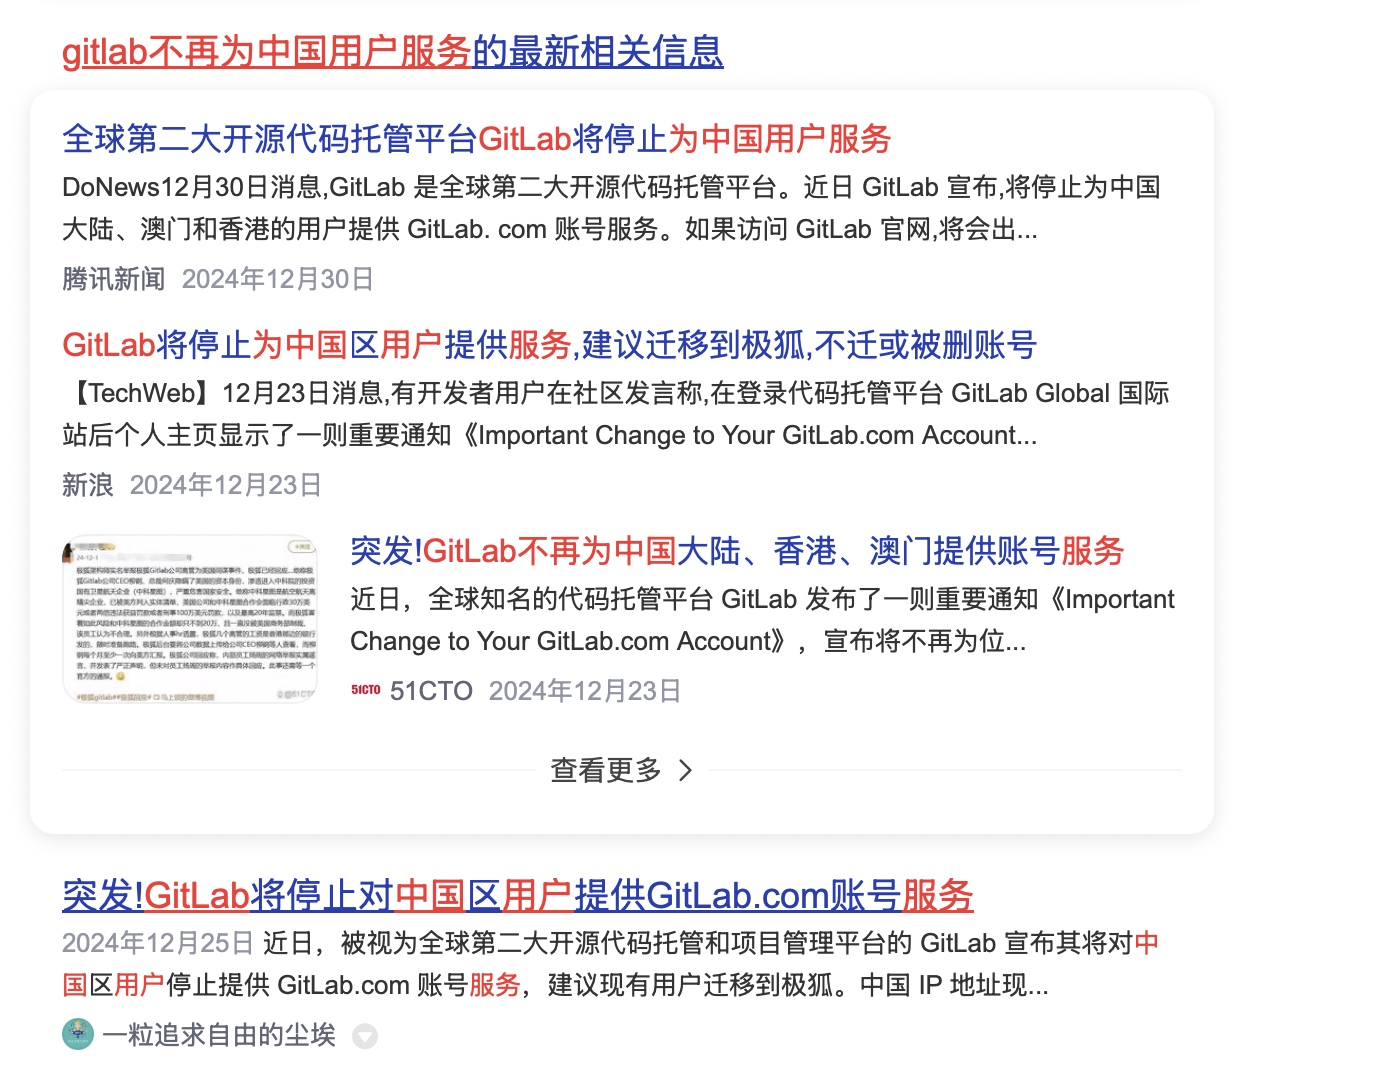 gitlab不再为中国用户服务的最新相关信息
全球第二大开源代码托管平台GitLab将停止为中国用户服务
DoNews12月30日消息,GitLab 是全球第二大开源代码托管平台。近日 GitLab 宣布,将停止为中国
大陆、澳门和香港的用户提供 GitLab. com 账号服务。如果访问 GitLab 官网,将会出...
腾讯新闻 2024年12月30日
GitLab将停止为中国区用户提供服务,建议迁移到极狐,不迁或被删账号
【TechWeb】12月23日消息,有开发者用户在社区发言称,在登录代码托管平台 GitLab Global 国际
站后个人主页显示了一则重要通知《Important Change to Your GitLab.com Account...
新浪 2024年12月23日
突发!GitLab不再为中国大陆、香港、澳门提供账号服务
近日，全球知名的代码托管平台 GitLab 发布了一则重要通知《Important
Change to Your GitLab.com Account》，宣布将不再为位...
51CTO 51CTO 2024年12月23日
查看更多
突发!GitLab将停止对中国区用户提供GitLab.com账号服务
2024年12月25日 近日，被视为全球第二大开源代码托管和项目管理平台的 GitLab 宣布其将对中
国区用户停止提供 GitLab.com 账号服务，建议现有用户迁移到极狐。中国 IP 地址现...
一粒追求自由的尘埃